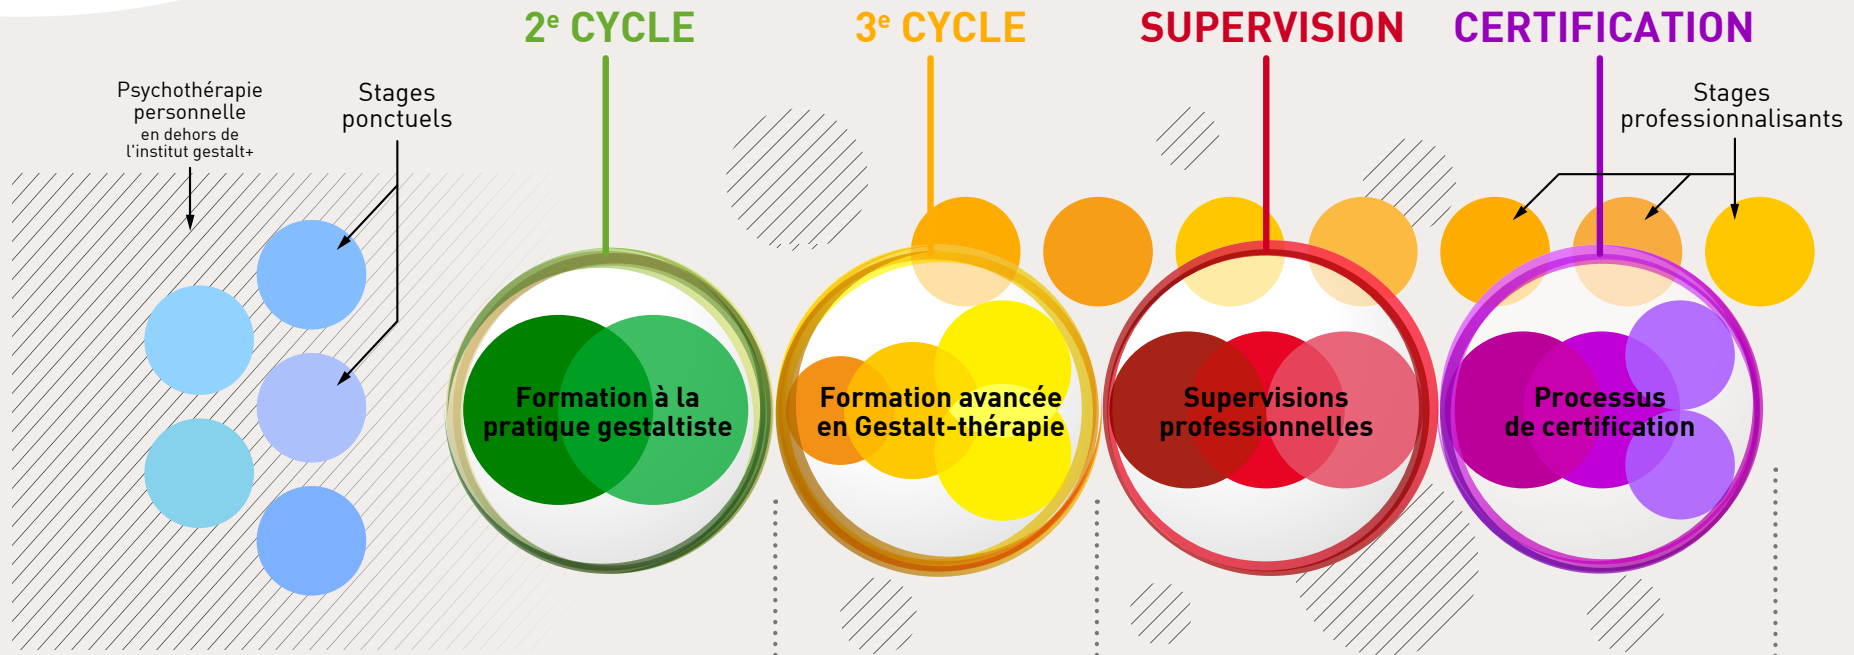 2e CYCLE
3e CYCLE
SUPERVISION
CERTIFICATION
Psychothérapie
personnelle
en dehors de
l'institut gestalt+
Stages
ponctuels
Stages
professionnalisants
Formation à la
pratique gestaltiste
Formation avancée
en Gestalt-thérapie
Supervisions
professionnelles
Processus
de certification